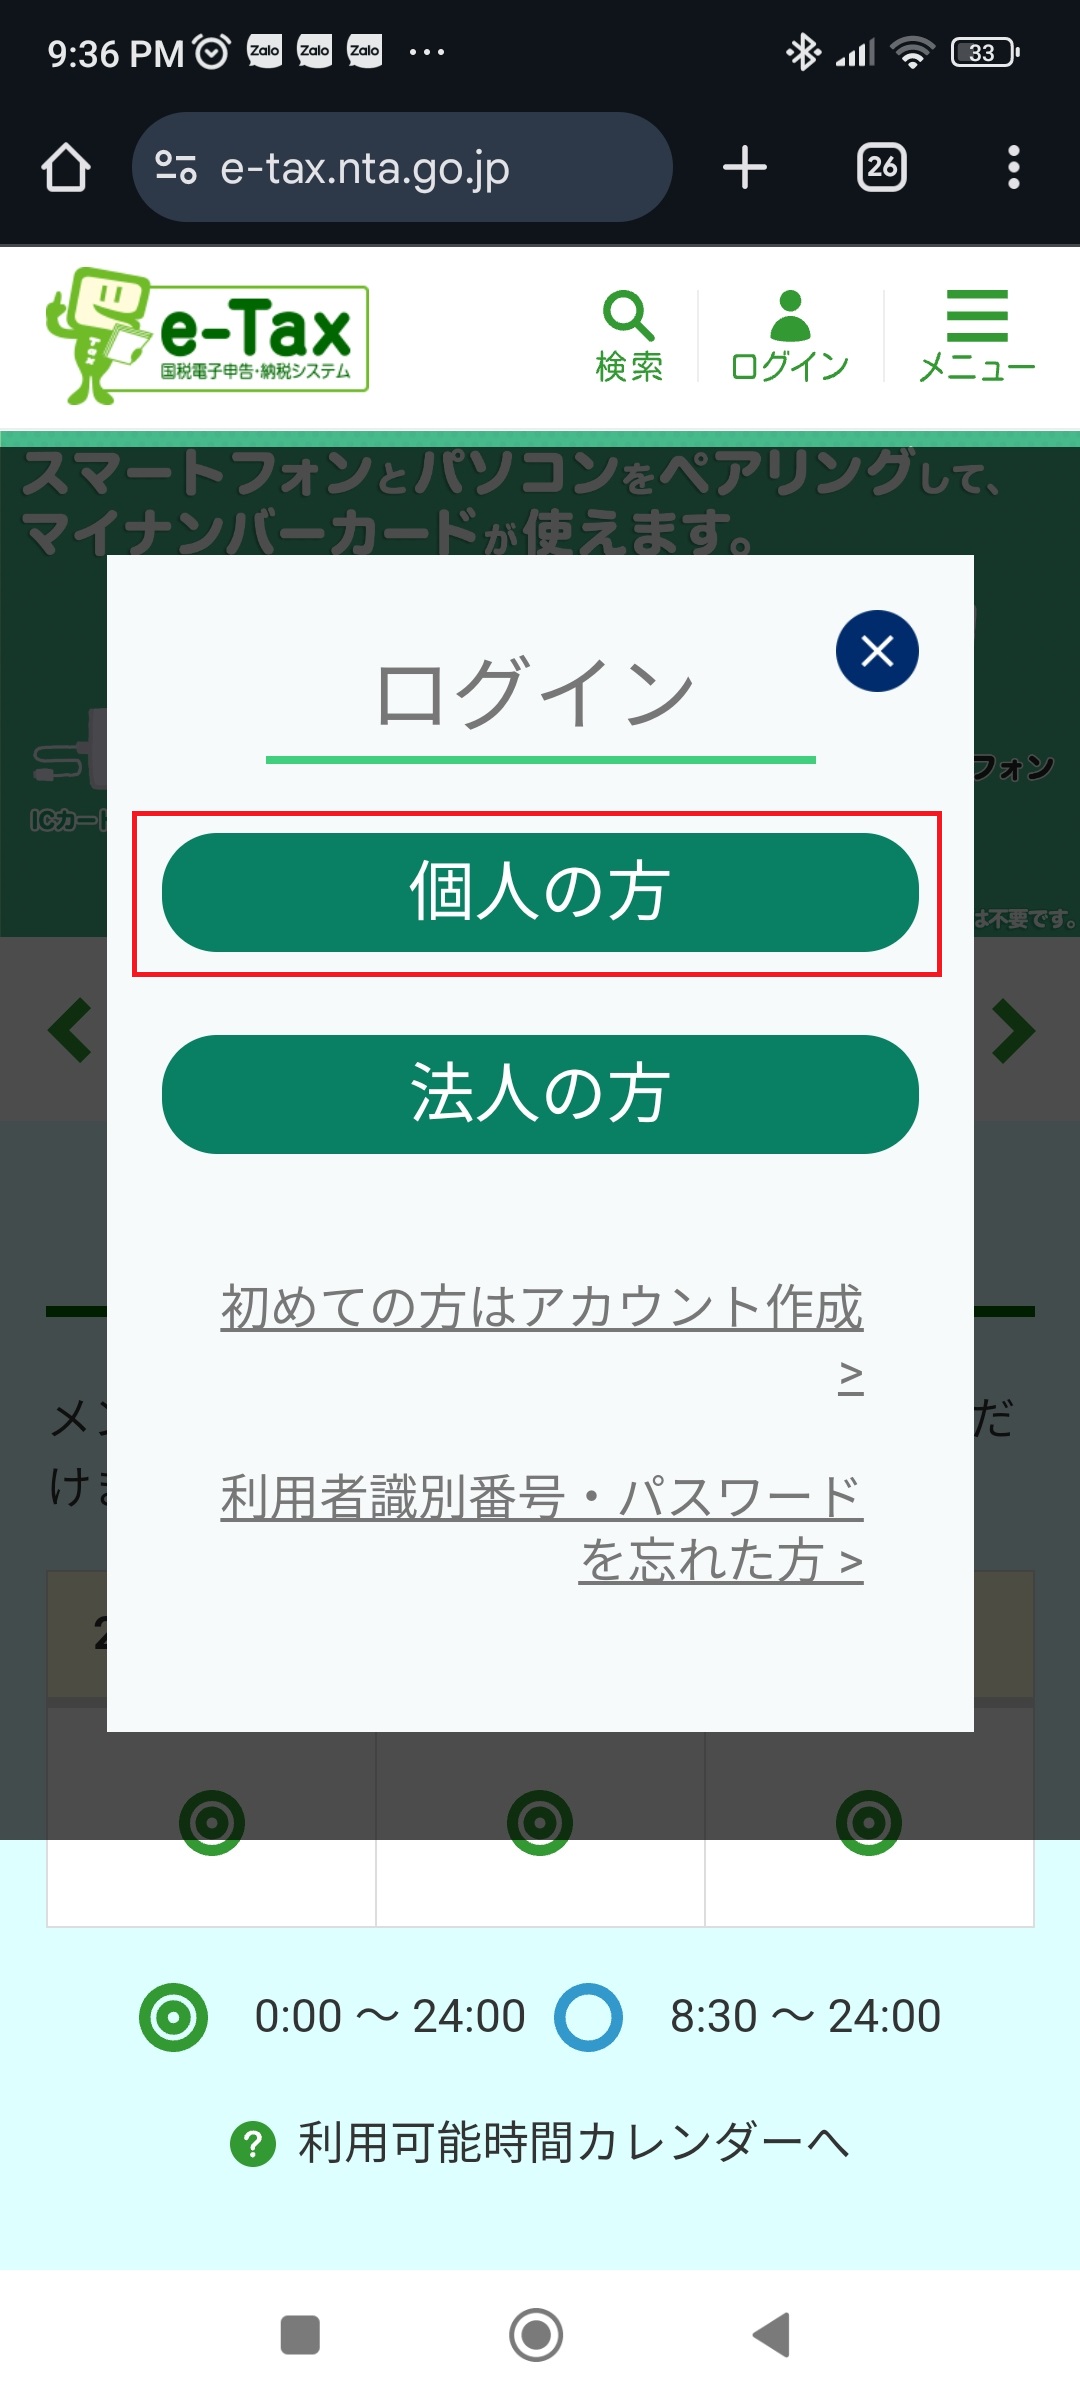 9:36 PM Zalo Zalo Zalo ... 33
e-tax.nta.go.jp 26
e-Tax
国税電子申告・納税システム
検索 ログイン メニュー
スマートフォンとパソコンをペアリングして、
マイナンバーカードが使えます。
ログイン
フォン
ICカード
個人の方
は不要です。
法人の方
初めての方はアカウント作成
>
メン
だ
けま
利用者識別番号・パスワード
を忘れた方 >
2
0:00 ～ 24:00 8:30 ～ 24:00
? 利用可能時間カレンダーへ